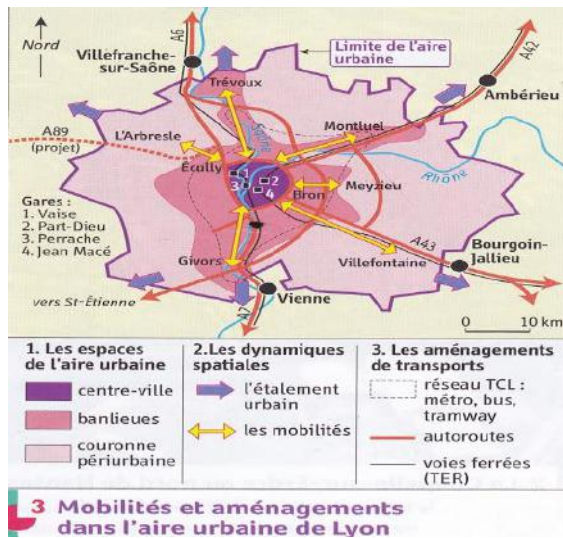 Nord
Villefranche-
sur-Saône
A6
Limite de l'aire
urbaine
A42
Trévoux
Ambérieu
A89
(projet)
L'Arbresle
Saône
Montluel
Rhône
Écully
1
2
3
4
Bron
Meyzieu
Gares :
1. Vaise
2. Part-Dieu
3. Perrache
4. Jean Macé
A43
Bourgoin-
Jallieu
Villefontaine
Givors
vers St-Étienne
A7
Vienne
0 10 km
1. Les espaces
de l'aire urbaine
centre-ville
banlieues
couronne
périurbaine
2.Les dynamiques
spatiales
l'étalement
urbain
les mobilités
3. Les aménagements
de transports
réseau TCL :
métro, bus,
tramway
autoroutes
voies ferrées
(TER)
3 Mobilités et aménagements
dans l'aire urbaine de Lyon